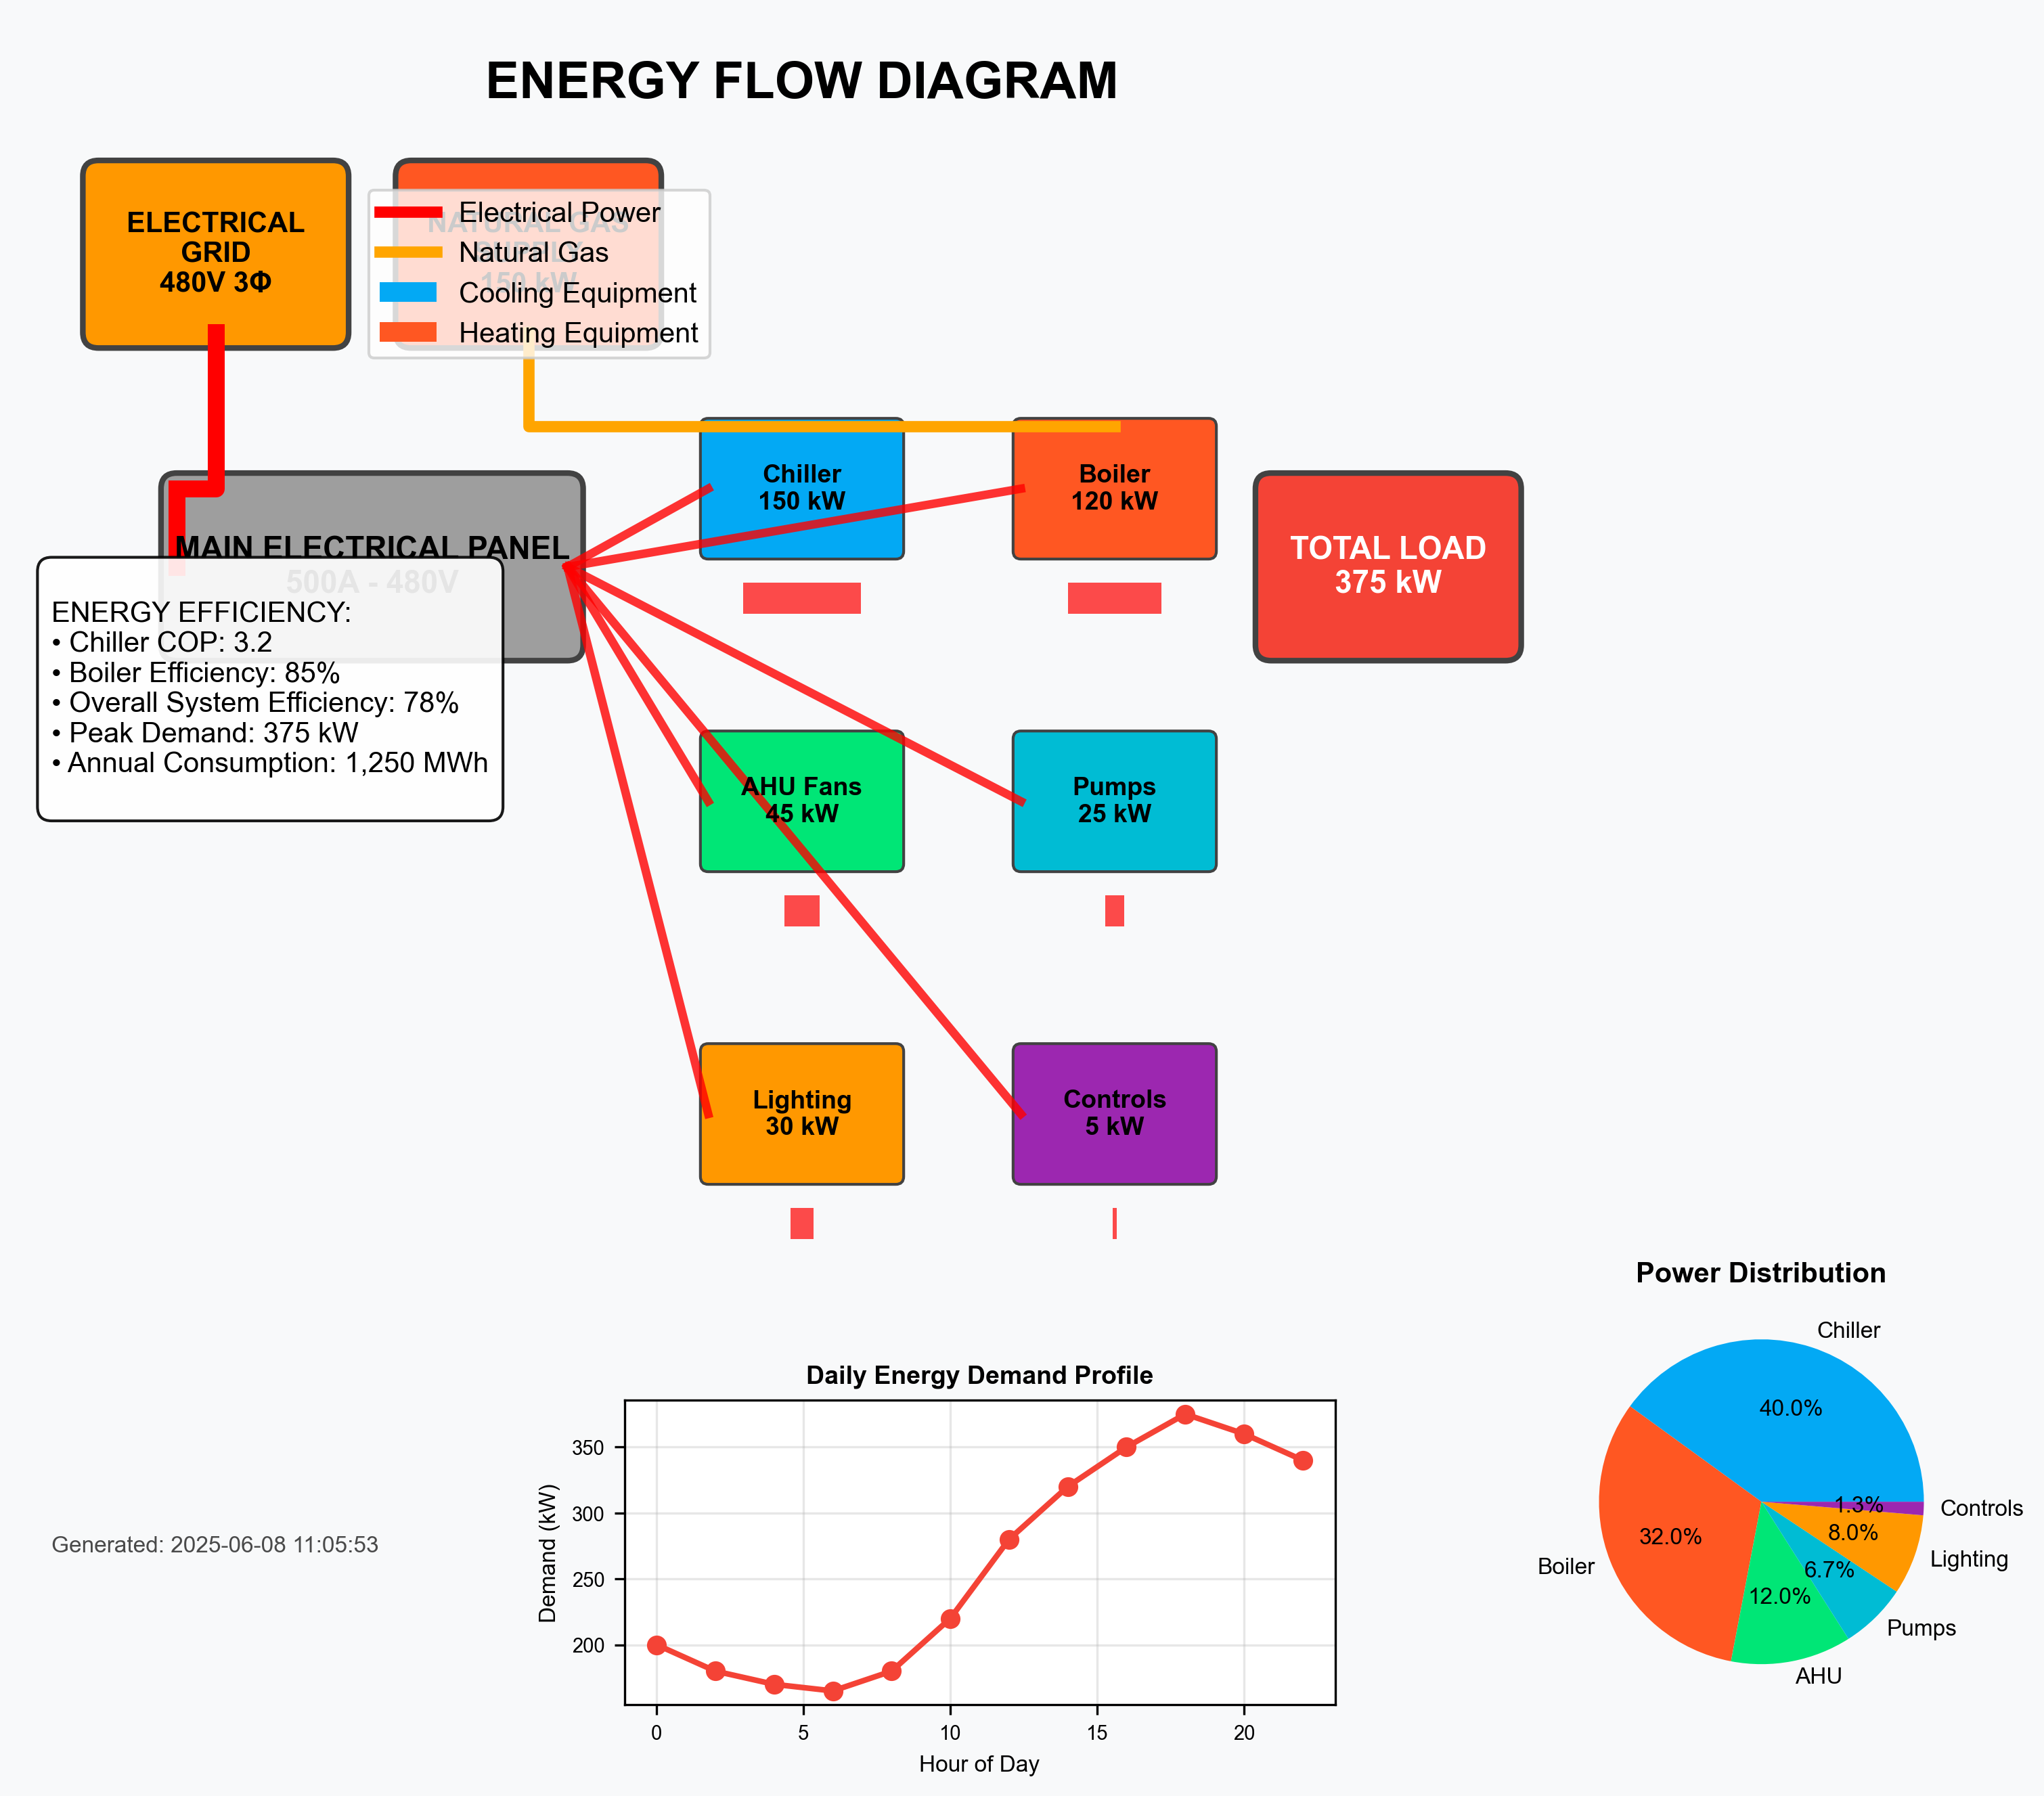 ENERGY FLOW DIAGRAM
ELECTRICAL
GRID
480V 3Φ
NATURAL GAS
SUPPLY
150 kW
Electrical Power
Natural Gas
Cooling Equipment
Heating Equipment
MAIN ELECTRICAL PANEL
500A - 480V
Chiller
150 kW
Boiler
120 kW
TOTAL LOAD
375 kW
ENERGY EFFICIENCY:
• Chiller COP: 3.2
• Boiler Efficiency: 85%
• Overall System Efficiency: 78%
• Peak Demand: 375 kW
• Annual Consumption: 1,250 MWh
AHU Fans
45 kW
Pumps
25 kW
Lighting
30 kW
Controls
5 kW
Daily Energy Demand Profile
Demand (kW)
350
300
250
200
0
5
10
15
20
Hour of Day
Power Distribution
Chiller
40.0%
Boiler
32.0%
AHU
12.0%
Pumps
6.7%
Lighting
8.0%
Controls
1.3%
Generated: 2025-06-08 11:05:53